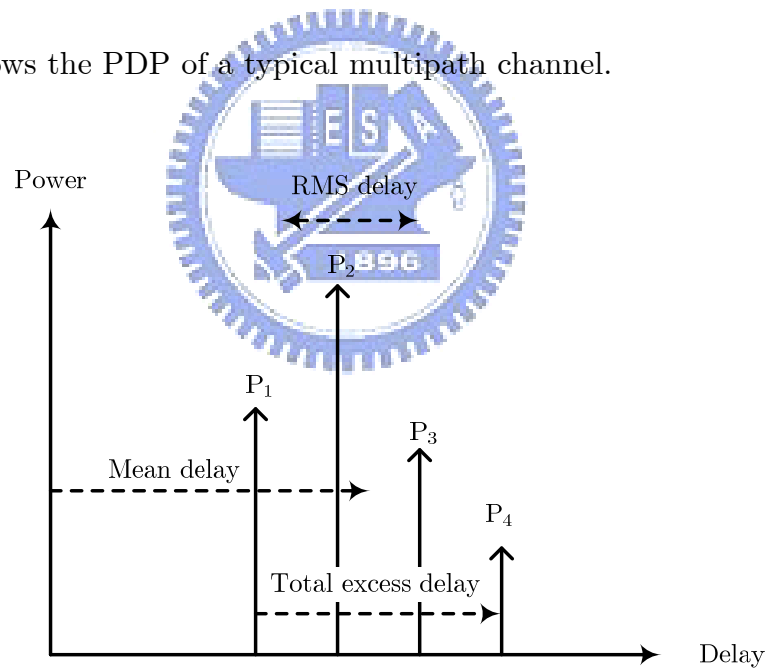 ows the PDP of a typical multipath channel.
E S A
Power
RMS delay
1896
P₂
P₁
P₃
Mean delay
P₄
Total excess delay
Delay